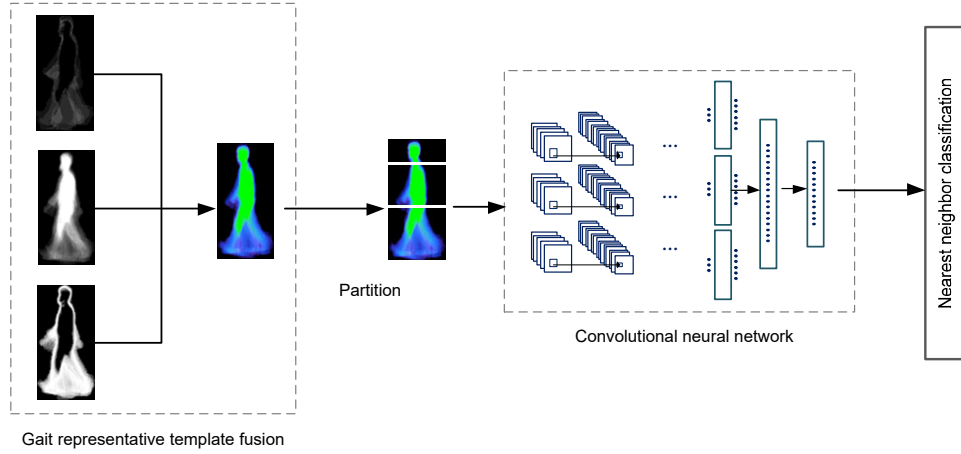 Gait representative template fusion
Partition
Convolutional neural network
Nearest neighbor classification